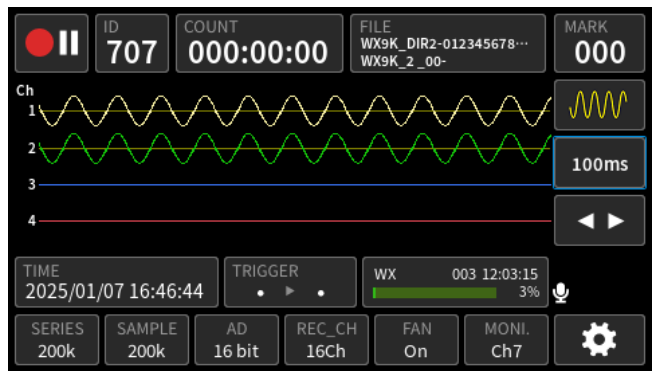 ID
707
COUNT
000:00:00
FILE
WX9K_DIR2-012345678···
WX9K_2 _00-
MARK
000
Ch
1
2
3
4
100ms
TIME
2025/01/07 16:46:44
TRIGGER
WX 003 12:03:15
3%
SERIES
200k
SAMPLE
200k
AD
16 bit
REC_CH
16Ch
FAN
On
MONI.
Ch7